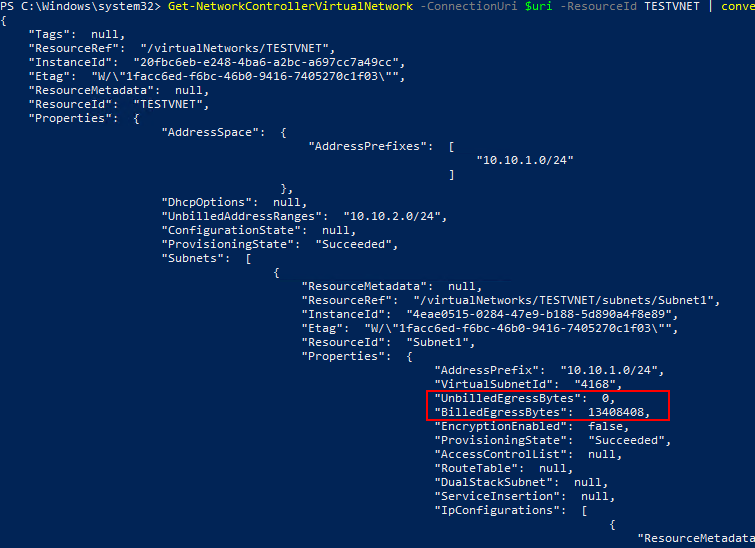 PS C:\Windows\system32> Get-NetworkControllerVirtualNetwork -ConnectionUri $uri -ResourceId TESTVNET | conve
{
"Tags": null,
"ResourceRef": "/virtualNetworks/TESTVNET",
"InstanceId": "20fbc6eb-e248-4ba6-a2bc-a697cc7a49cc",
"Etag": "W/\"1facc6ed-f6bc-46b0-9416-7405270c1f03\"",
"ResourceMetadata": null,
"ResourceId": "TESTVNET",
"Properties": {
"AddressSpace": {
"AddressPrefixes": [
"10.10.1.0/24"
]
},
"DhcpOptions": null,
"UnbilledAddressRanges": "10.10.2.0/24",
"ConfigurationState": null,
"ProvisioningState": "Succeeded",
"Subnets": [
{
"ResourceMetadata": null,
"ResourceRef": "/virtualNetworks/TESTVNET/subnets/Subnet1",
"InstanceId": "4eae0515-0284-47e9-b188-5d890a4f8e89",
"Etag": "W/\"1facc6ed-f6bc-46b0-9416-7405270c1f03\"",
"ResourceId": "Subnet1",
"Properties": {
"AddressPrefix": "10.10.1.0/24",
"VirtualSubnetId": "4168",
"UnbilledEgressBytes": 0,
"BilledEgressBytes": 13408408,
"EncryptionEnabled": false,
"ProvisioningState": "Succeeded",
"AccessControlList": null,
"RouteTable": null,
"DualStackSubnet": null,
"ServiceInsertion": null,
"IpConfigurations": [
{
"ResourceMetadata